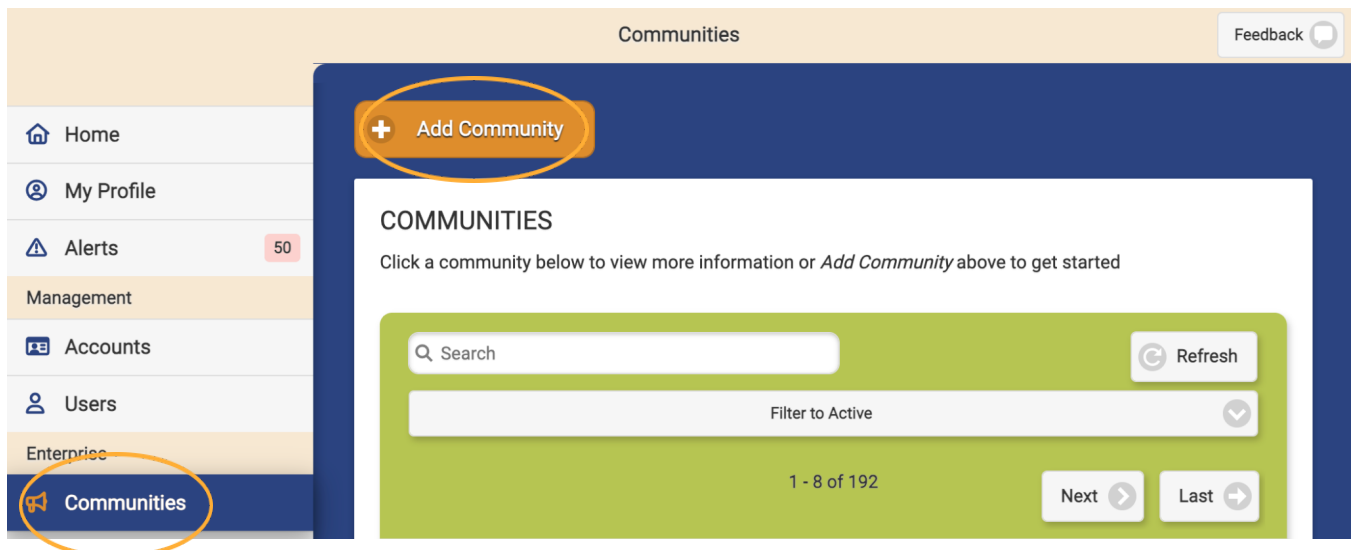 Communities
Feedback
Home
My Profile
Alerts
50
Management
Accounts
Users
Enterprise
Communities
Add Community
COMMUNITIES
Click a community below to view more information or Add Community above to get started
Search
Refresh
Filter to Active
1 - 8 of 192
Next
Last